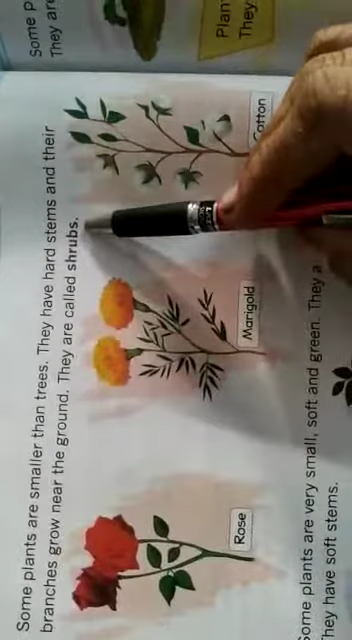 Some p
They are
Plan
They
Some plants are smaller than trees. They have hard stems and their
branches grow near the ground. They are called shrubs.
Rose
Marigold
Cotton
Some plants are very small, soft and green. They a
They have soft stems.